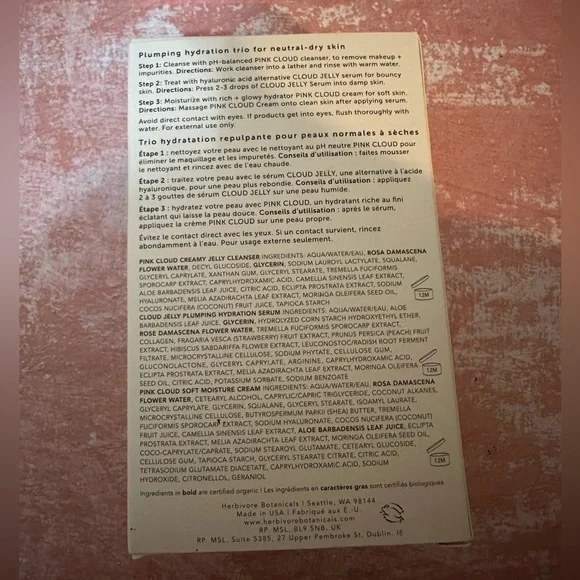 Plumping hydration trio for neutral-dry skin
Step 1: Cleanse with pH-balanced PINK CLOUD cleanser, to remove makeup +
impurities. Directions: Work cleanser into a lather and rinse with warm water.
Step 2: Treat with hyaluronic acid alternative CLOUD JELLY serum for bouncy
skin. Directions: Press 2-3 drops of CLOUD JELLY Serum into damp skin.
Step 3: Moisturize with rich + glowy hydrator PINK CLOUD cream for soft skin.
Directions: Massage PINK CLOUD Cream onto clean skin after applying serum.
Avoid direct contact with eyes. If product gets into eyes, flush thoroughly with
water. For external use only.
Trio hydratation repulpante pour peaux normales à sèches
Étape 1 : nettoyez votre peau avec le nettoyant au pH neutre PINK CLOUD pour
éliminer le maquillage et les impuretés. Conseils d'utilisation : faites mousser
le nettoyant et rincez avec de l'eau chaude.
Étape 2 : traitez votre peau avec le sérum CLOUD JELLY, une alternative à l'acide
hyaluronique, pour une peau plus rebondie. Conseils d'utilisation : appliquez
2 à 3 gouttes de sérum CLOUD JELLY sur une peau humide.
Étape 3 : hydratez votre peau avec PINK CLOUD, un hydratant riche au fini
éclatant qui laisse la peau douce. Conseils d'utilisation : après le sérum,
appliquez la crème PINK CLOUD sur une peau propre.
Évitez le contact direct avec les yeux. Si un contact survient, rincez
abondamment à l'eau. Pour usage externe seulement.
PINK CLOUD CREAMY JELLY CLEANSER INGREDIENTS: AQUA/WATER/EAU, ROSA DAMASCENA
FLOWER WATER, DECYL GLUCOSIDE, GLYCERIN, SODIUM LAUROYL LACTYLATE, SQUALANE,
GLYCERYL CAPRYLATE, XANTHAN GUM, GLYCERYL STEARATE, TREMELLA FUCIFORMIS
SPOROCARP EXTRACT, CAPRYLHYDROXAMIC ACID, CAMELLIA SINENSIS LEAF EXTRACT,
ALOE BARBADENSIS LEAF JUICE, CITRIC ACID, ECLIPTA PROSTRATA EXTRACT, SODIUM
HYALURONATE, MELIA AZADIRACHTA LEAF EXTRACT, MORINGA OLEIFERA SEED OIL,
COCOS NUCIFERA (COCONUT) FRUIT JUICE, TAPIOCA STARCH
12M
CLOUD JELLY PLUMPING HYDRATION SERUM INGREDIENTS: AQUA/WATER/EAU, ALOE
BARBADENSIS LEAF JUICE, GLYCERIN, HYDROLYZED CORN STARCH HYDROXYETHYL ETHER,
ROSE DAMASCENA FLOWER WATER, TREMELLA FUCIFORMIS SPOROCARP EXTRACT,
COLLAGEN, FRAGARIA VESCA (STRAWBERRY) FRUIT EXTRACT, PRUNUS PERSICA (PEACH) FRUIT
EXTRACT, HIBISCUS SABDARIFFA FLOWER EXTRACT, LEUCONOSTOC/RADISH ROOT FERMENT
FILTRATE, MICROCRYSTALLINE CELLULOSE, SODIUM PHYTATE, CELLULOSE GUM,
GLUCONOLACTONE, GLYCERYL CAPRYLATE, ARGININE, CAPRYLHYDROXAMIC ACID,
ECLIPTA PROSTRATA EXTRACT, MELIA AZADIRACHTA LEAF EXTRACT, MORINGA OLEIFERA
SEED OIL, CITRIC ACID, POTASSIUM SORBATE, SODIUM BENZOATE
12M
PINK CLOUD SOFT MOISTURE CREAM INGREDIENTS: AQUA/WATER/EAU, ROSA DAMASCENA
FLOWER WATER, CETEARYL ALCOHOL, CAPRYLIC/CAPRIC TRIGLYCERIDE, COCONUT ALKANES,
GLYCERYL CAPRYLATE, GLYCERIN, SQUALANE, GLYCERYL STEARATE, ISOAMYL LAURATE,
MICROCRYSTALLINE CELLULOSE, BUTYROSPERMUM PARKII (SHEA) BUTTER, TREMELLA
FUCIFORMIS SPOROCARP EXTRACT, SODIUM HYALURONATE, COCOS NUCIFERA (COCONUT)
FRUIT JUICE, CAMELLIA SINENSIS LEAF EXTRACT, ALOE BARBADENSIS LEAF JUICE, ECLIPTA
PROSTRATA EXTRACT, MELIA AZADIRACHTA LEAF EXTRACT, MORINGA OLEIFERA SEED OIL,
COCO-CAPRYLATE/CAPRATE, SODIUM STEAROYL GLUTAMATE, CETEARYL GLUCOSIDE,
CELLULOSE GUM, TAPIOCA STARCH, GLYCERYL STEARATE CITRATE, CITRIC ACID,
TETRASODIUM GLUTAMATE DIACETATE, CAPRYLHYDROXAMIC ACID, SODIUM
HYDROXIDE, CITRONELLOL, GERANIOL
12M
Ingredients in bold are certified organic | Les ingrédients en caractères gras sont certifiés biologiques
Herbivore Botanicals | Seattle, WA 98144
Made in USA | Fabriqué aux É.-U.
www.herbivorebotanicals.com
RP. MSL, BL9 5NB, UK
RP. MSL, Suite 5385, 27 Upper Pembroke St, Dublin, IE